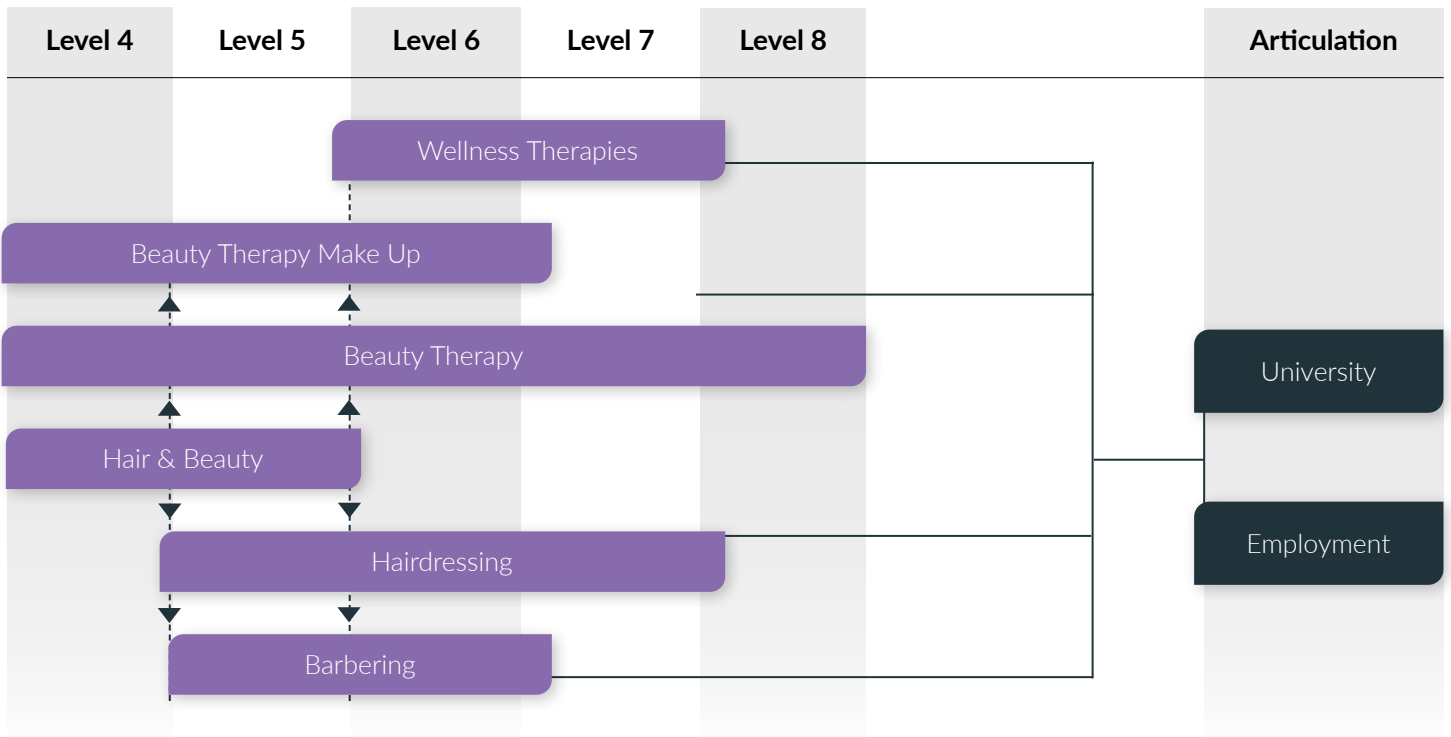 Level 4
Level 5
Level 6
Level 7
Level 8
Articulation
Wellness Therapies
Beauty Therapy Make Up
Beauty Therapy
University
Hair & Beauty
Employment
Hairdressing
Barbering